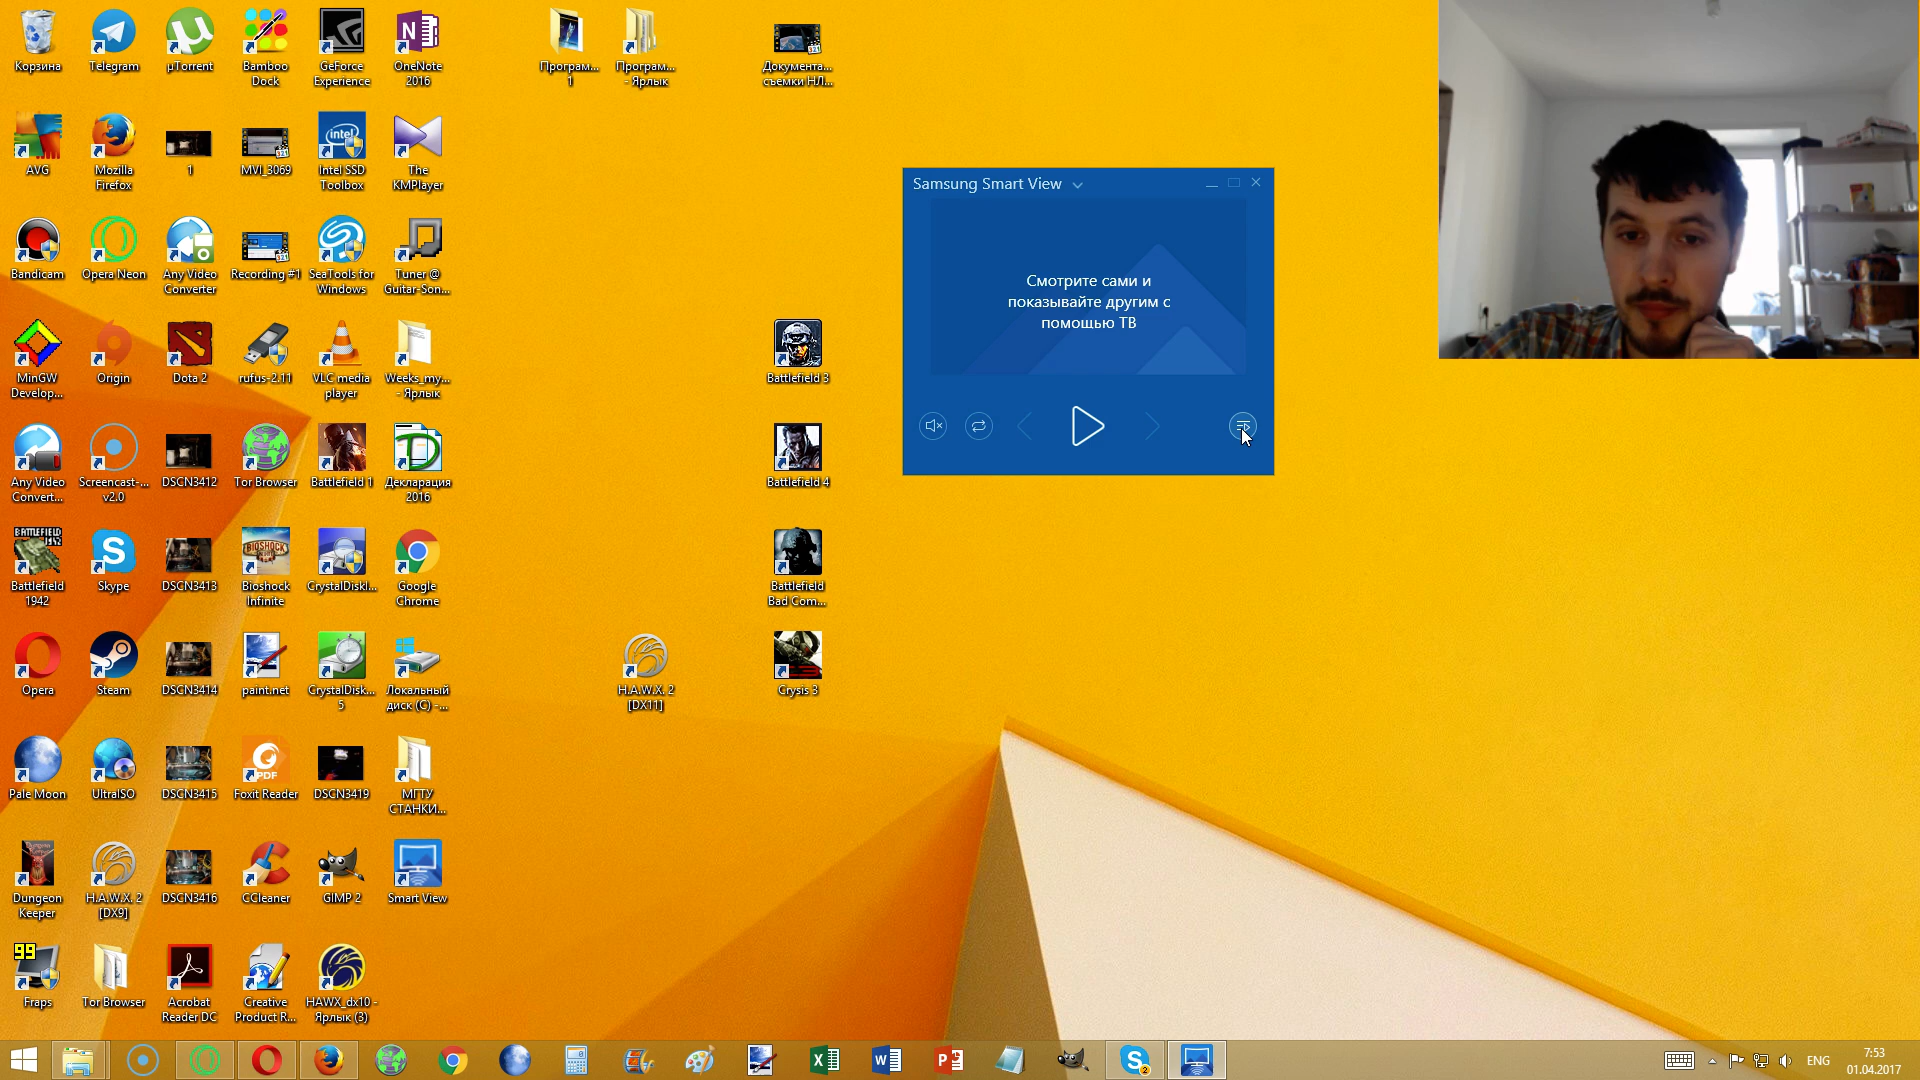 Корзина
Telegram
µTorrent
Bamboo
Dock
GeForce
Experience
OneNote
2016
Програм...
1
Програм...
- Ярлык
Документа...
съемки НЛ...
AVG
Mozilla
Firefox
1
MVI_3069
Intel SSD
Toolbox
The
KMPlayer
Samsung Smart View
Bandicam
Opera Neon
Any Video
Converter
Recording #1
SeaTools for
Windows
Tuner @
Guitar-Son...
Смотрите сами и
показывайте другим с
помощью ТВ
MinGW
Develop...
Origin
Dota 2
rufus-2.11
VLC media
player
Weeks_my...
- Ярлык
Battlefield 3
Any Video
Convert...
Screencast-...
v2.0
DSCN3412
Tor Browser
Battlefield 1
Декларация
2016
Battlefield 4
Battlefield
1942
Skype
DSCN3413
Bioshock
Infinite
CrystalDiskI...
Google
Chrome
Battlefield
Bad Com...
Opera
Steam
DSCN3414
paint.net
CrystalDisk...
5
Локальный
диск (C) -...
H.A.W.X. 2
[DX11]
Crysis 3
Pale Moon
UltraISO
DSCN3415
Foxit Reader
DSCN3419
МГТУ
СТАНКИ...
Dungeon
Keeper
H.A.W.X. 2
[DX9]
DSCN3416
CCleaner
GIMP 2
Smart View
99
Fraps
Tor Browser
Acrobat
Reader DC
Creative
Product R...
HAWX_dx10 -
Ярлык (3)
ENG
7:53
01.04.2017